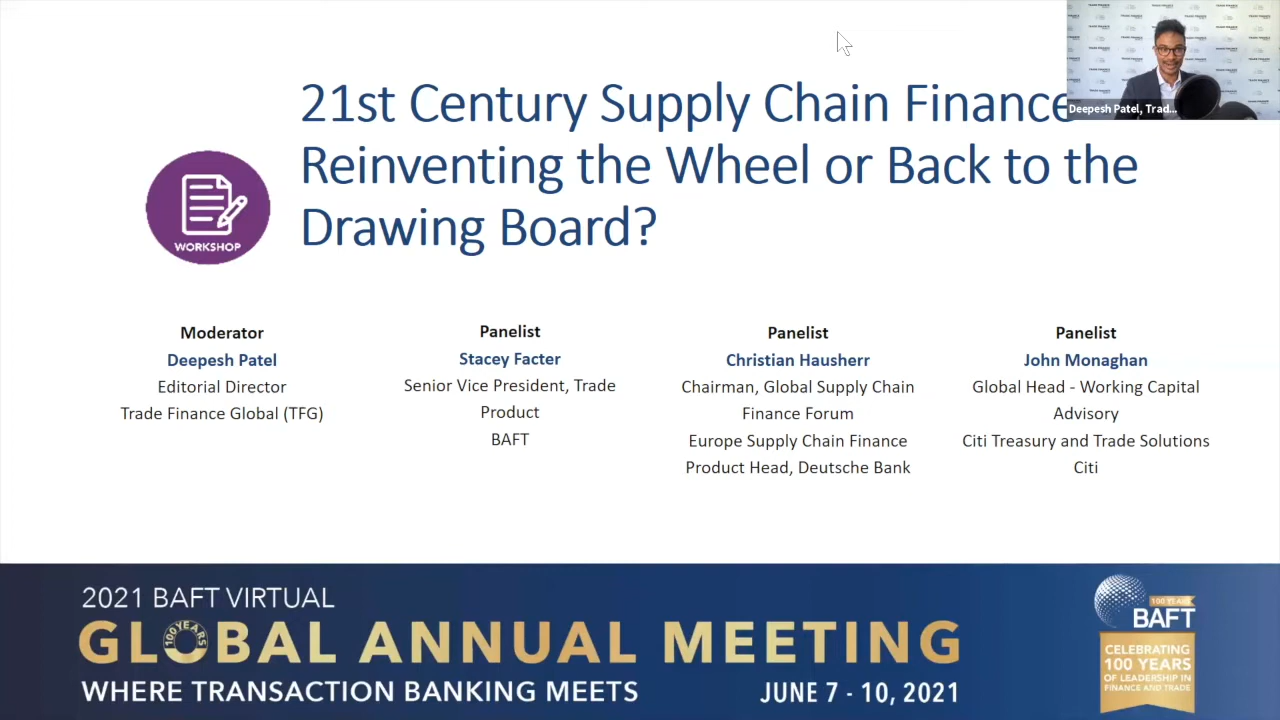 21st Century Supply Chain Finance
Reinventing the Wheel or Back to the
Drawing Board?
WORKSHOP
Deepesh Patel, Trad...
Moderator
Deepesh Patel
Editorial Director
Trade Finance Global (TFG)
Panelist
Stacey Facter
Senior Vice President, Trade
Product
BAFT
Panelist
Christian Hausherr
Chairman, Global Supply Chain
Finance Forum
Europe Supply Chain Finance
Product Head, Deutsche Bank
Panelist
John Monaghan
Global Head - Working Capital
Advisory
Citi Treasury and Trade Solutions
Citi
2021 BAFT VIRTUAL
GLOBAL ANNUAL MEETING
100 YEARS
WHERE TRANSACTION BANKING MEETS
JUNE 7 - 10, 2021
100 YEARS
BAFT
CELEBRATING
100 YEARS
OF LEADERSHIP IN
FINANCE AND TRADE